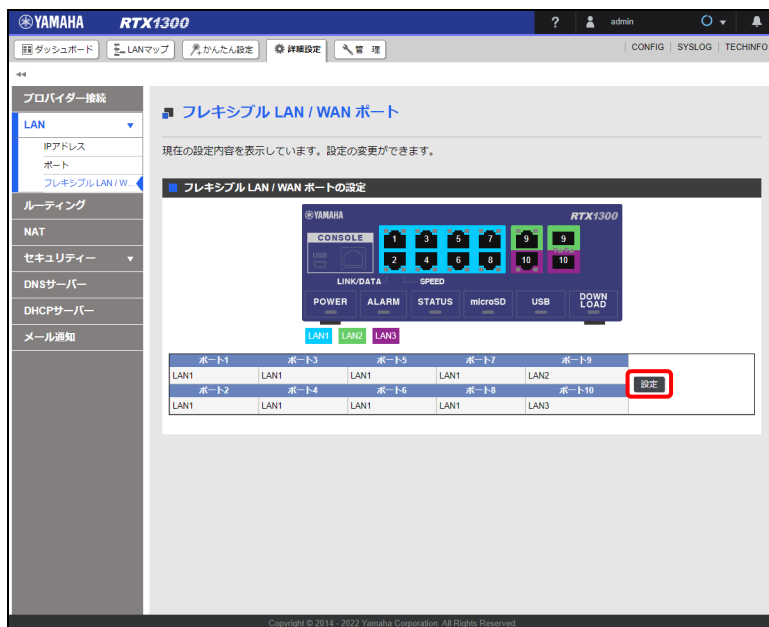 YAMAHA RTX1300 ? admin
ダッシュボード LANマップ かんたん設定 詳細設定 管理 CONFIG SYSLOG TECHINFO
プロバイダー接続
LAN
IPアドレス
ポート
フレキシブル LAN / W...
ルーティング
NAT
セキュリティー
DNSサーバー
DHCPサーバー
メール通知
フレキシブル LAN / WAN ポート
現在の設定内容を表示しています。設定の変更ができます。
フレキシブル LAN / WAN ポートの設定
YAMAHA RTX1300
CONSOLE 1 3 5 7 9 9
USB 2 4 6 8 10 10
LINK/DATA SPEED
POWER ALARM STATUS microSD USB DOWN LOAD
LAN1 LAN2 LAN3
ポート1 ポート3 ポート5 ポート7 ポート9
LAN1 LAN1 LAN1 LAN1 LAN2
設定
ポート2 ポート4 ポート6 ポート8 ポート10
LAN1 LAN1 LAN1 LAN1 LAN3
Copyright © 2014 - 2022 Yamaha Corporation. All Rights Reserved.